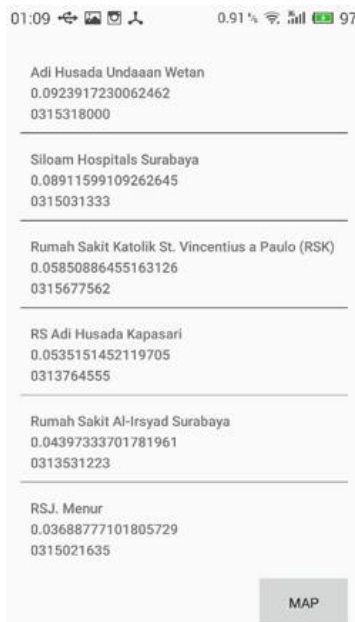 01:09 0.91 % 97
Adi Husada Undaaan Wetan
0.0923917230062462
0315318000
Siloam Hospitals Surabaya
0.08911599109262645
0315031333
Rumah Sakit Katolik St. Vincentius a Paulo (RSK)
0.05850886455163126
0315677562
RS Adi Husada Kapasari
0.0535151452119705
0313764555
Rumah Sakit Al-Irsyad Surabaya
0.04397333701781961
0313531223
RSJ. Menur
0.03688777101805729
0315021635
MAP